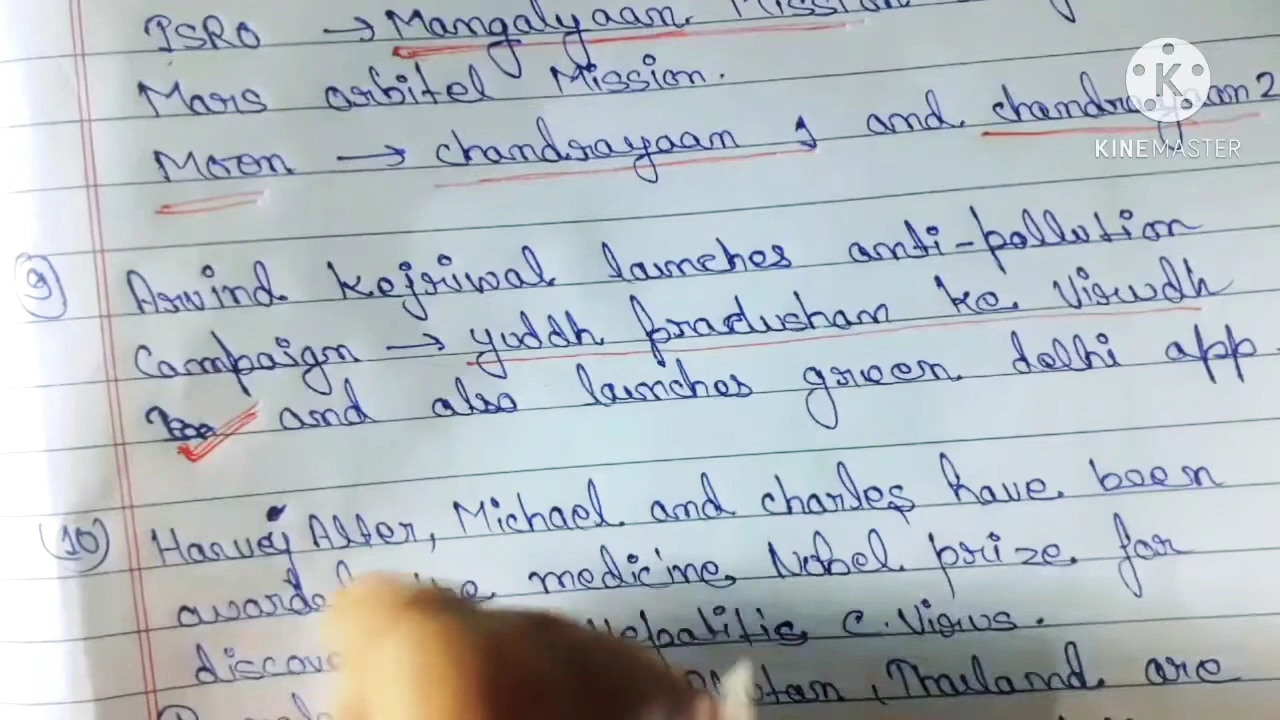 ISRO → Mangalyaan Mission
Mars orbitel Mission.
Moon → chandrayaan 1 and chandrayaan 2
K
KINEMASTER
9 Arvind kejriwal launches anti-pollution
Campaign → yuddh pradusham ke Virudh
and also launches green delhi app
10 Harvey Alter, Michael and charles have been
medicine Nobel prize for
Hepatitis C. Virus.
Thailand are